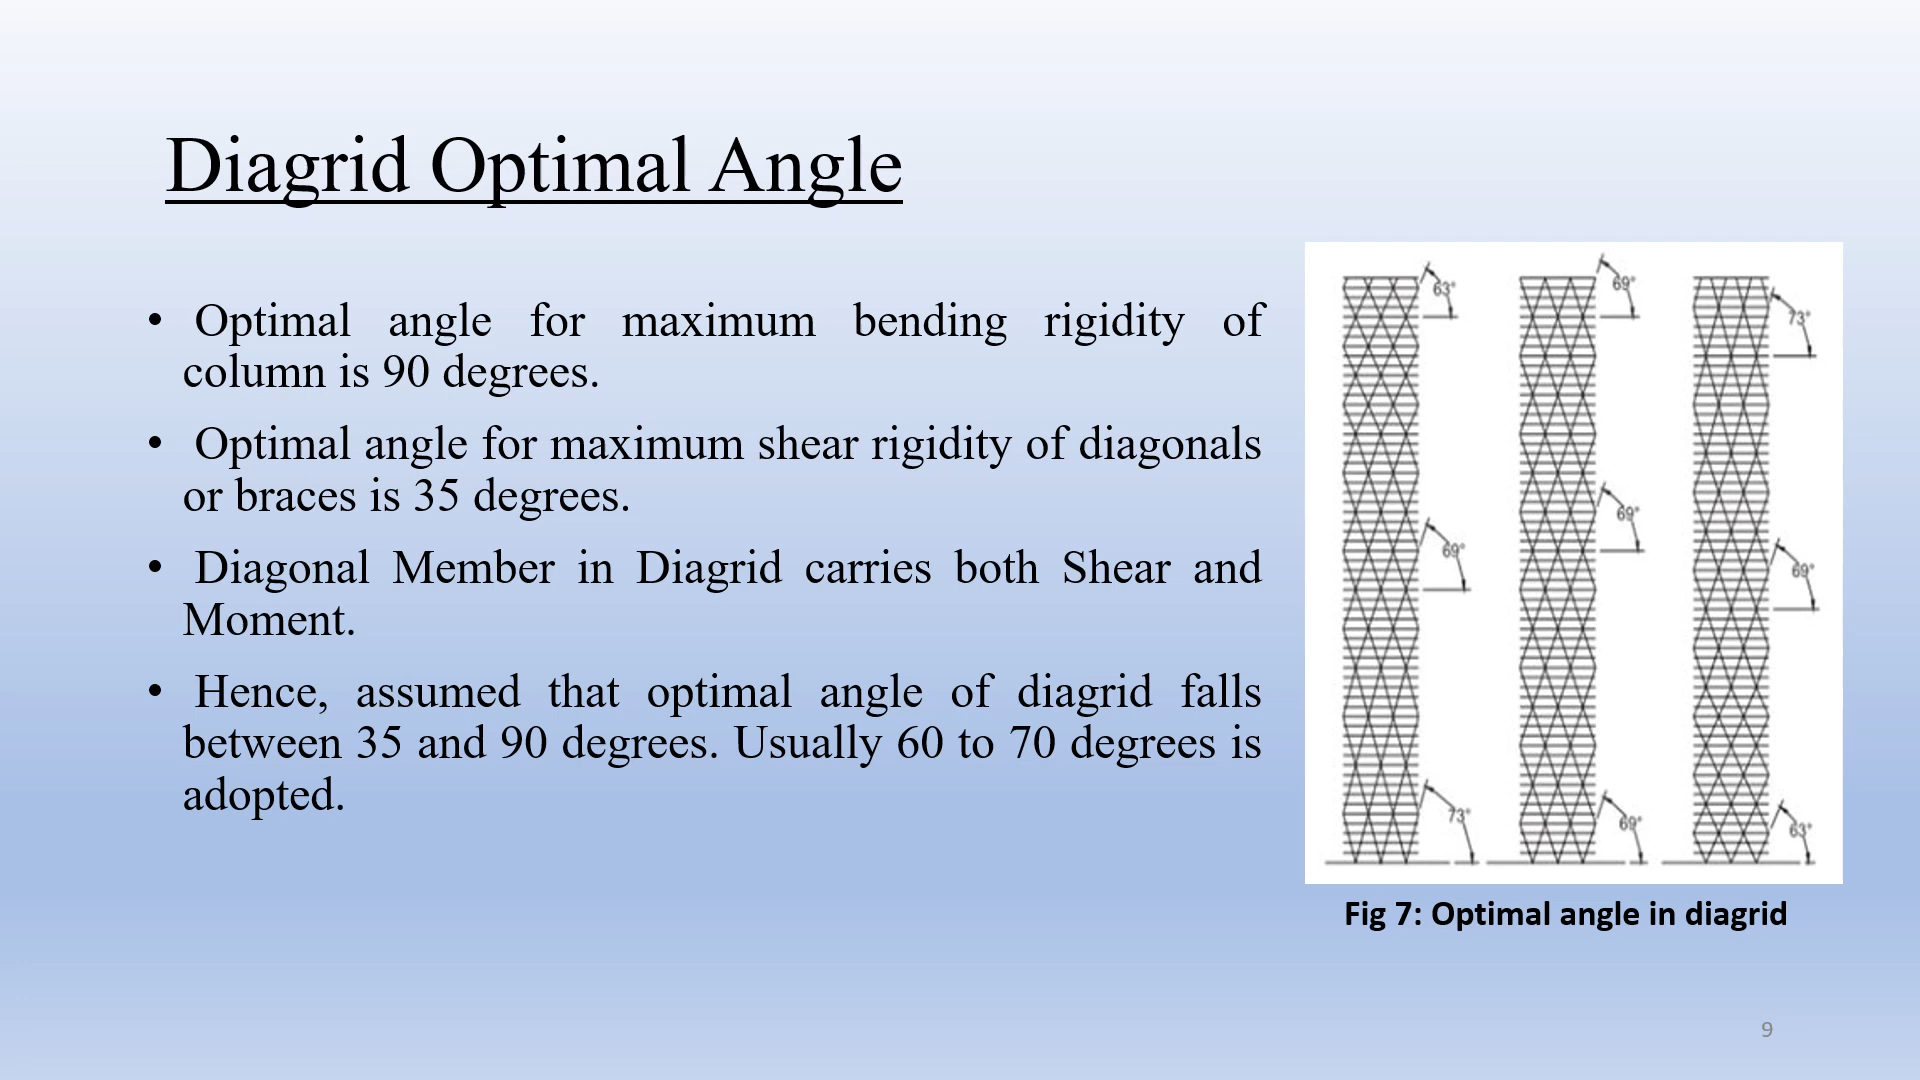 Diagrid Optimal Angle
• Optimal angle for maximum bending rigidity of
column is 90 degrees.
• Optimal angle for maximum shear rigidity of diagonals
or braces is 35 degrees.
• Diagonal Member in Diagrid carries both Shear and
Moment.
• Hence, assumed that optimal angle of diagrid falls
between 35 and 90 degrees. Usually 60 to 70 degrees is
adopted.
63°
69°
73°
69°
69°
69°
73°
69°
63°
Fig 7: Optimal angle in diagrid
9